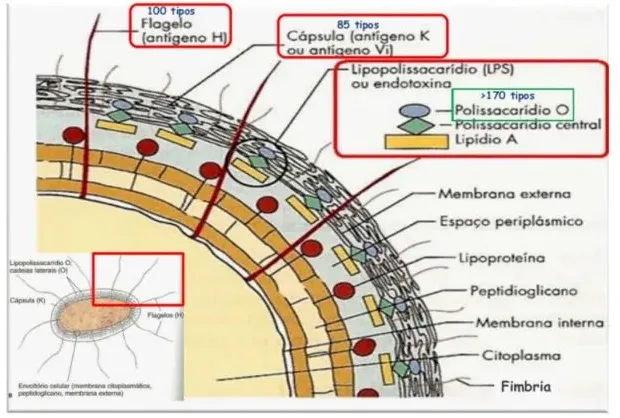 100 tipos
Flagelo
(antígeno H)
85 tipos
Cápsula (antígeno K
ou antígeno Vi)
Lipopolissacarídio (LPS)
ou endotoxina
>170 tipos
Polissacarídio O
Polissacarídio central
Lipídio A
Membrana externa
Espaço periplásmico
Lipoproteína
Peptidioglicano
Membrana interna
Citoplasma
Fimbria
Lipopolissacarídio O,
cadeias laterais (O)
Cápsula (K)
Flagelos (H)
Envoltório celular (membrana citoplasmática,
peptidoglicano, membrana externa)
B